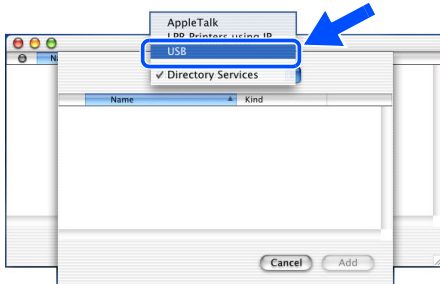 AppleTalk
LPR Printers using IP
USB
✓ Directory Services
Name Kind
Cancel Add